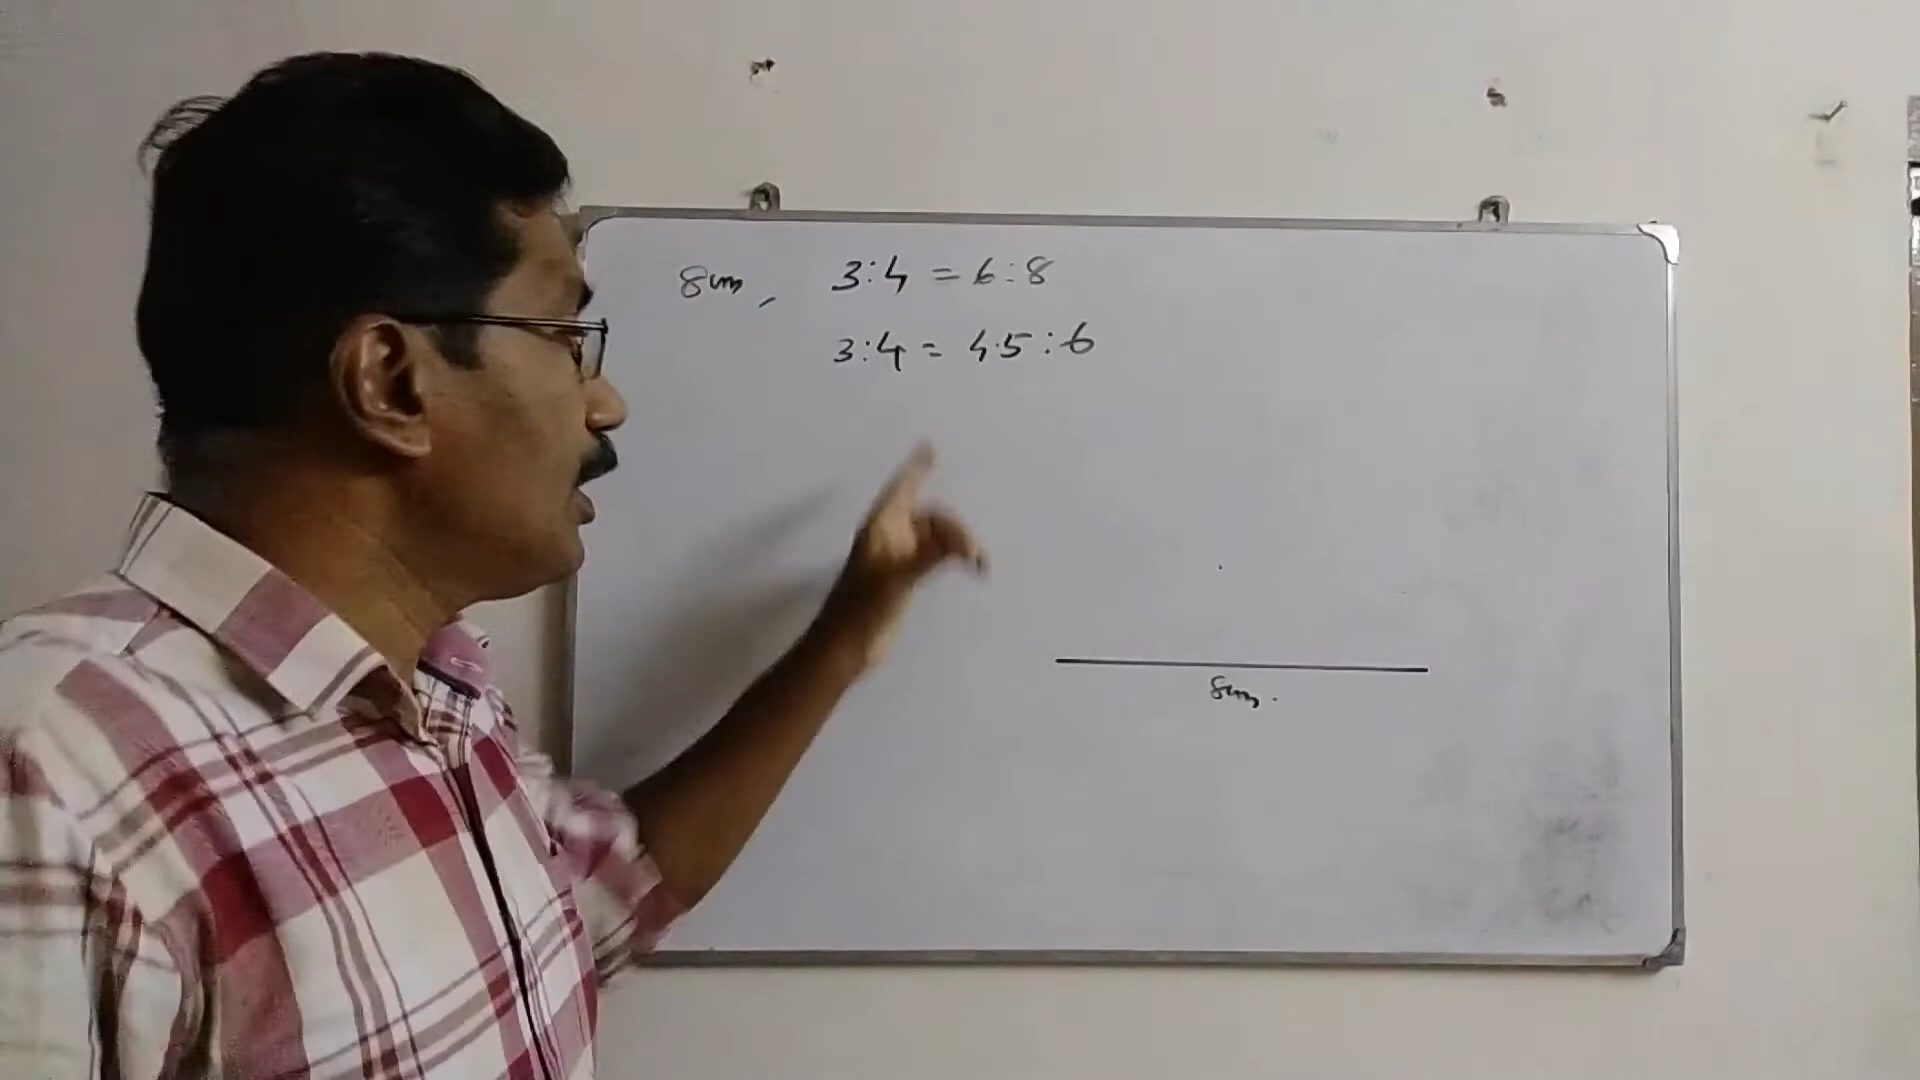 8cm, 3:4 = 6:8
3:4 = 4.5:6
8cm.